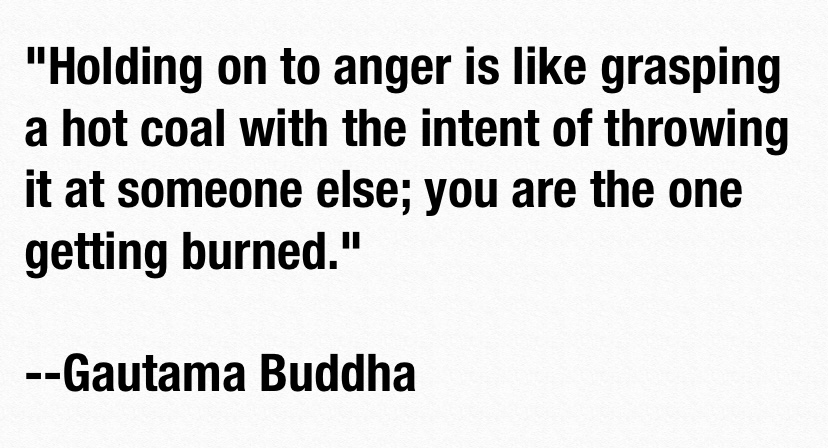 "Holding on to anger is like grasping
a hot coal with the intent of throwing
it at someone else; you are the one
getting burned."
--Gautama Buddha